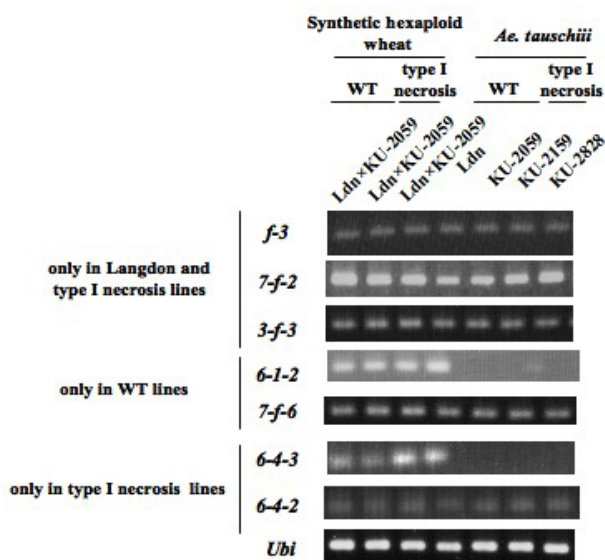 Synthetic hexaploid Ae. tauschiii
wheat
type I type I
WT necrosis WT necrosis
Ldn×KU-2059
Ldn×KU-2059
Ldn×KU-2059
Ldn
KU-2059
KU-2159
KU-2828
f-3
only in Langdon and
type I necrosis lines
7-f-2
3-f-3
6-1-2
only in WT lines
7-f-6
6-4-3
only in type I necrosis lines
6-4-2
Ubi